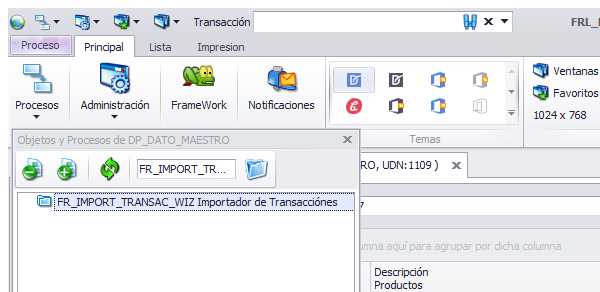 Transacción
FRL_
Proceso
Principal
Lista
Impresion
Procesos
Administración
FrameWork
Notificaciones
Temas
Ventanas
Favoritos
1024 x 768
Objetos y Procesos de DP_DATO_MAESTRO
RO, UDN:1109 )
FR_IMPORT_TR...
FR_IMPORT_TRANSAC_WIZ Importador de Transacciónes
7
umna aquí para agrupar por dicha columna
Descripción
Productos